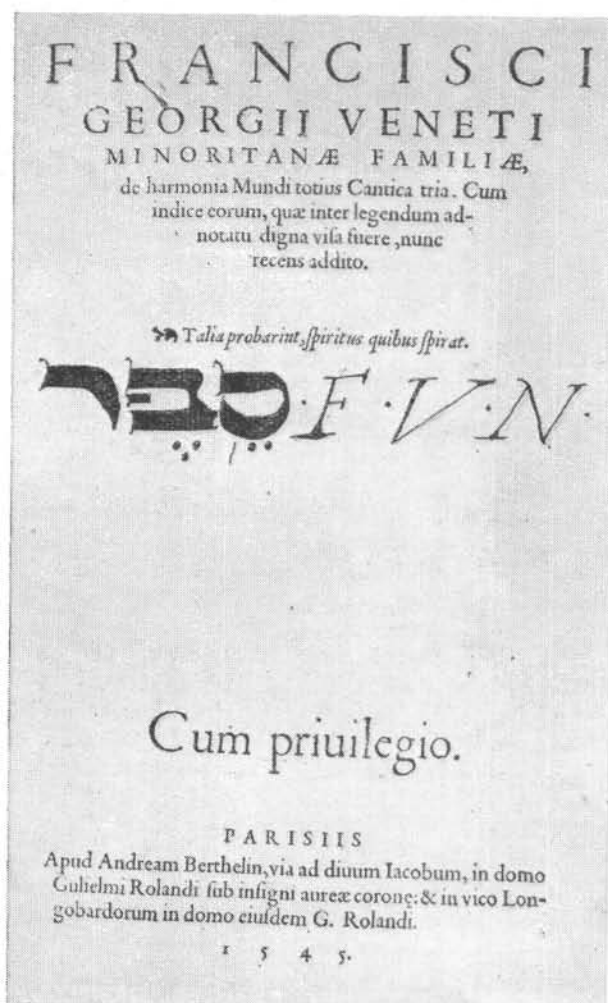 FRANCISCI
GEORGII VENETI
MINORITANÆ FAMILIÆ,
de harmonia Mundi totius Cantica tria. Cum
indice eorum, quæ inter legendum ad-
notatu digna viſa fuere ,nunc
recens addito.
Talia probarint, ſpiritus quibus ſpirat.
·F·V·N·
Cum priuilegio.
PARISIIS
Apud Andream Berthelin, via ad diuum Iacobum, in domo
Gulielmi Rolandi ſub inſigni aureæ coronę: & in vico Lon-
gobardorum in domo eiuſdem G. Rolandi.
1545.